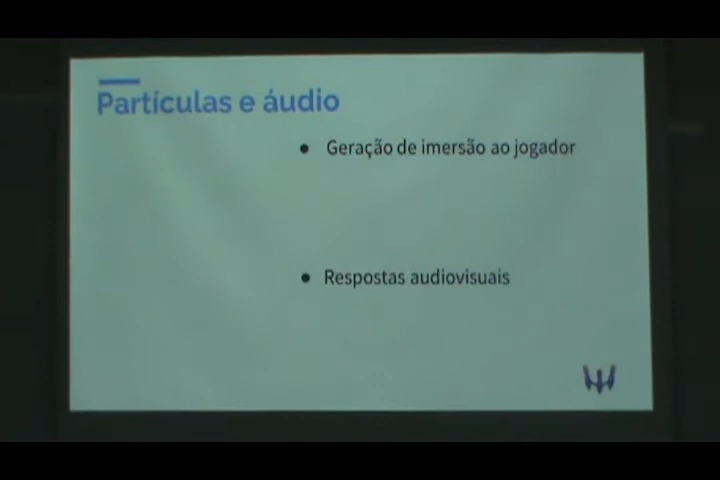 Partículas e áudio
● Geração de imersão ao jogador
● Respostas audiovisuais